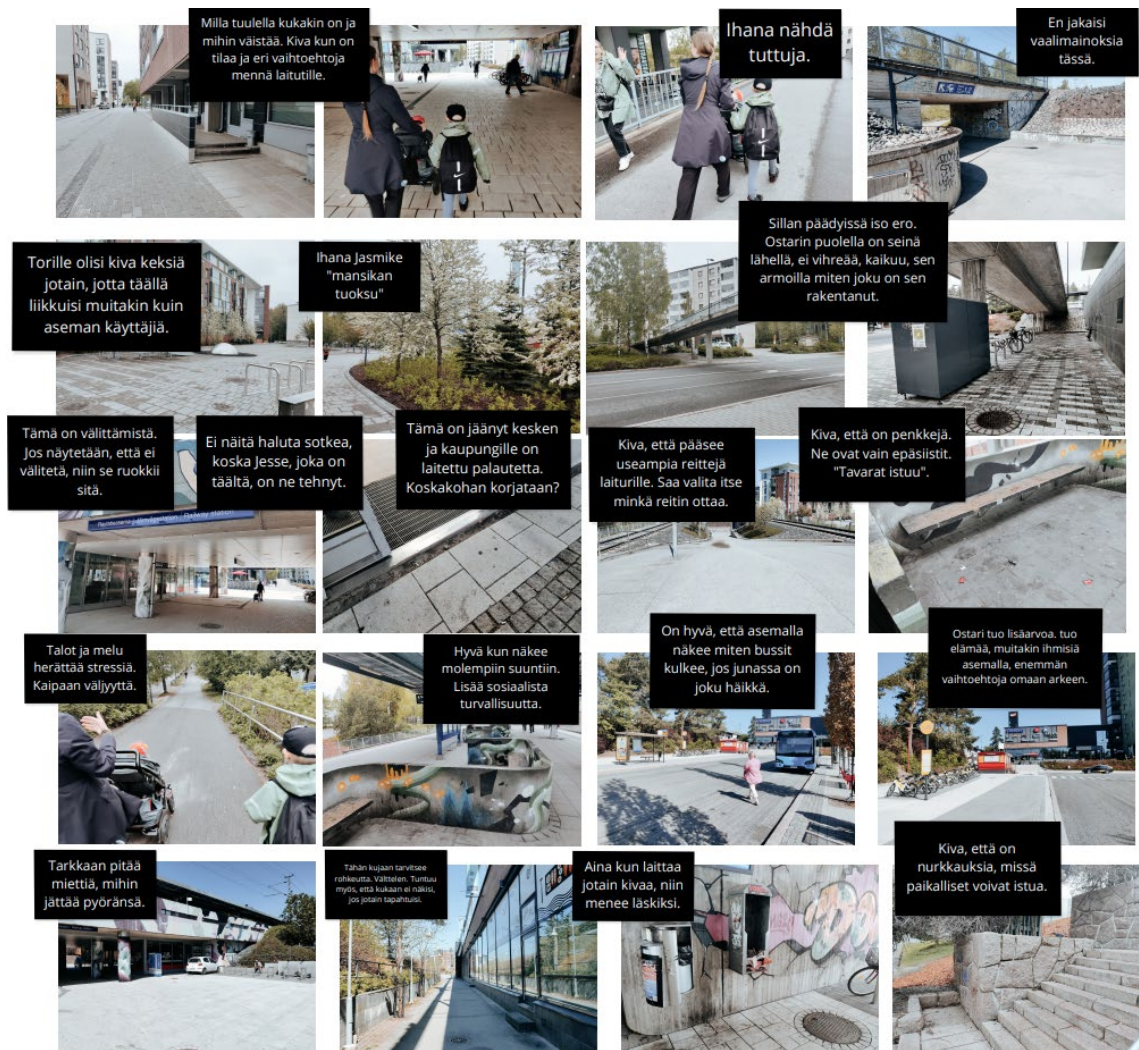 Milla tuulella kukakin on ja
mihin väistää. Kiva kun on
tilaa ja eri vaihtoehtoja
mennä laitutille.
Ihana nähdä
tuttuja.
En jakaisi
vaalimainoksia
tässä.
Torille olisi kiva keksiä
jotain, jotta täällä
liikkuisi muitakin kuin
aseman käyttäjiä.
Ihana Jasmike
"mansikan
tuoksu"
Sillan päädyissä iso ero.
Ostarin puolella on seinä
lähellä, ei vihreää, kaikuu, sen
armoilla miten joku on sen
rakentanut.
Tämä on välittämistä.
Jos näytetään, että ei
välitetä, niin se ruokkii
sitä.
Ei näitä haluta sotkea,
koska Jesse, joka on
täältä, on ne tehnyt.
Tämä on jäänyt kesken
ja kaupungille on
laitettu palautetta.
Koskakohan korjataan?
Kiva, että pääsee
useampia reittejä
laiturille. Saa valita itse
minkä reitin ottaa.
Kiva, että on penkkejä.
Ne ovat vain epäsiistit.
"Tavarat istuu".
Talot ja melu
herättää stressiä.
Kaipaan väljyyttä.
Hyvä kun näkee
molempiin suuntiin.
Lisää sosiaalista
turvallisuutta.
On hyvä, että asemalla
näkee miten bussit
kulkee, jos junassa on
joku häikkä.
Ostari tuo lisäarvoa. tuo
elämää, muitakin ihmisiä
asemalla, enemmän
vaihtoehtoja omaan arkeen.
Tarkkaan pitää
miettiä, mihin
jättää pyöränsä.
Tähän kujaan tarvitsee
rohkeutta. Välttelen. Tuntuu
myös, että kukaan ei näkisi,
jos jotain tapahtuisi.
Aina kun laittaa
jotain kivaa, niin
menee läskiksi.
Kiva, että on
nurkkauksia, missä
paikalliset voivat istua.